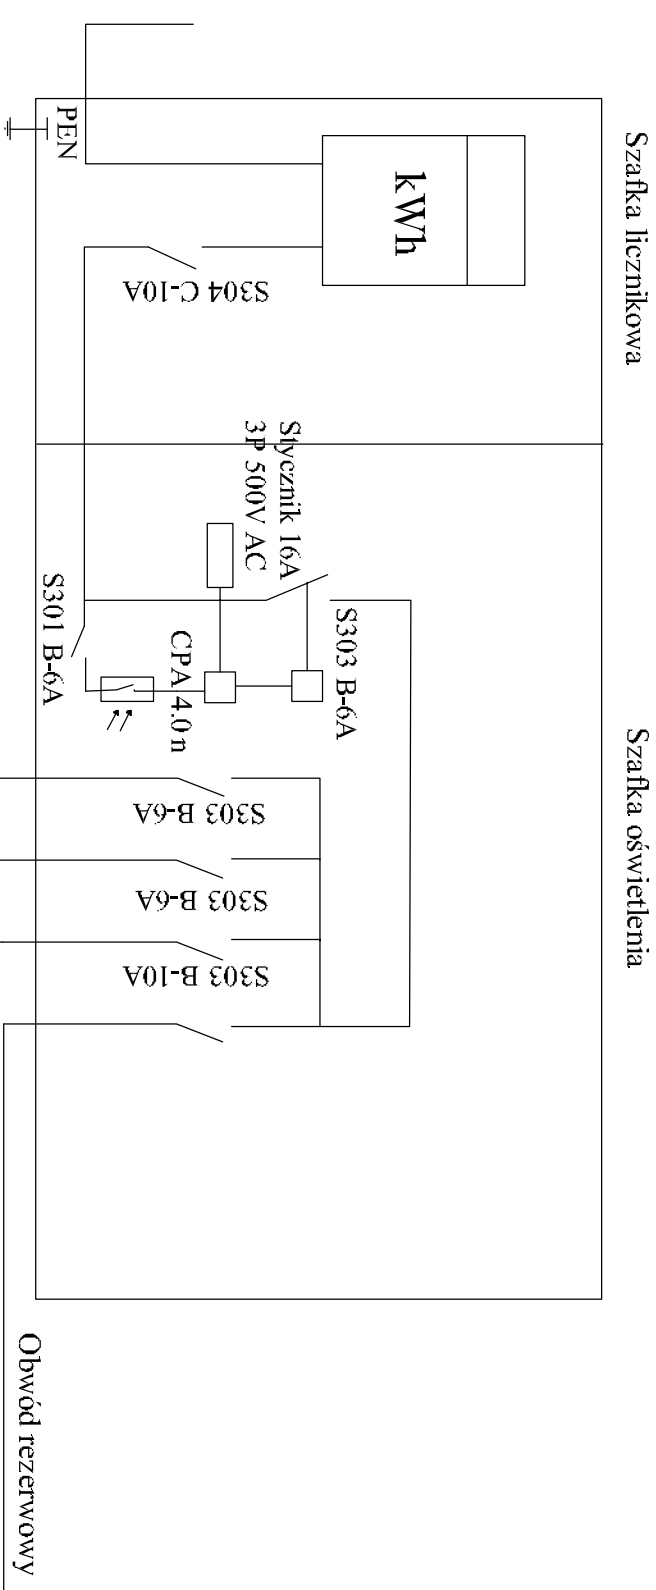 Szafka licznikowa
Szafka oświetlenia
kWh
PEN
S304 C-10A
Stycznik 16A
3P 500V AC
S303 B-6A
CPA 4.0n
S301 B-6A
S303 B-6A
S303 B-6A
S303 B-10A
Obwód rezerwowy